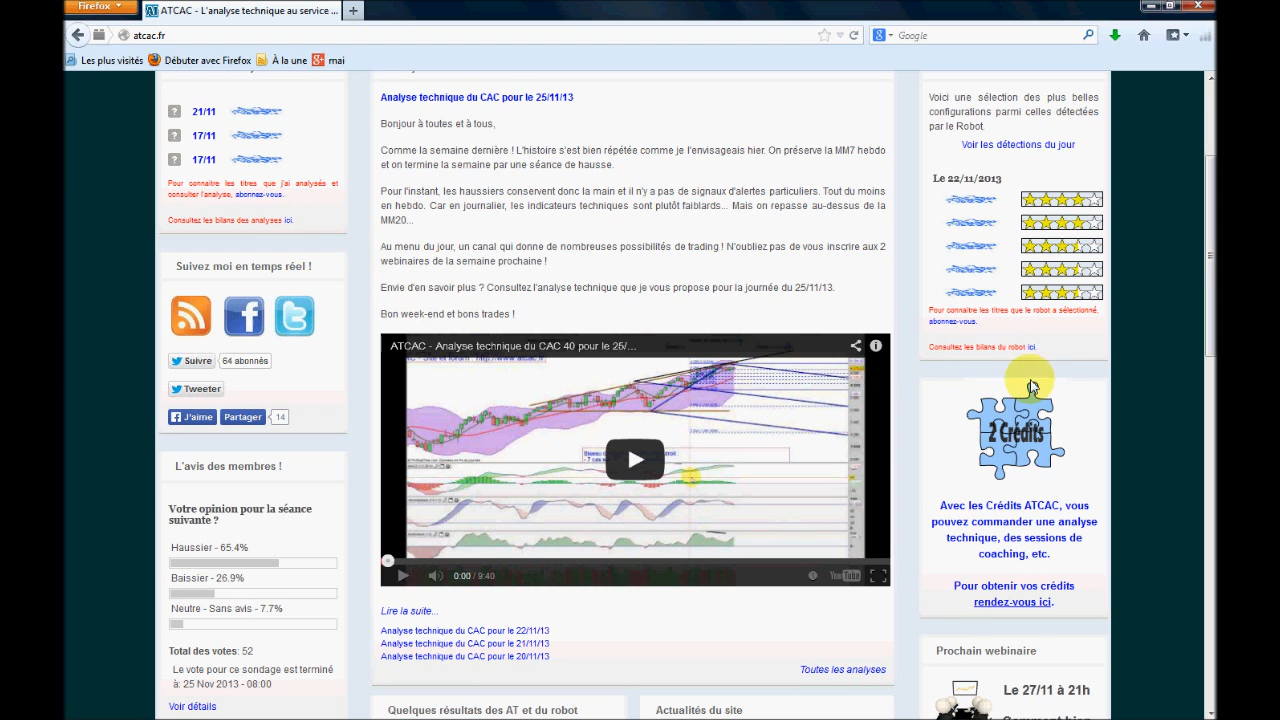 Firefox
ATCAC - L'analyse technique au service ...
atcac.fr
Google
Les plus visités
Débuter avec Firefox
À la une
mai
21/11
17/11
17/11
Pour connaitre les titres que j'ai analysés et
consulter l'analyse, abonnez-vous.
Consultez les bilans des analyses ici.
Suivez moi en temps réel !
Suivre
64 abonnés
Tweeter
J'aime
Partager
14
L'avis des membres !
Votre opinion pour la séance
suivante ?
Haussier - 65.4%
Baissier - 26.9%
Neutre - Sans avis - 7.7%
Total des votes: 52
Le vote pour ce sondage est terminé
à: 25 Nov 2013 - 08:00
Voir détails
Analyse technique du CAC pour le 25/11/13
Bonjour à toutes et à tous,
Comme la semaine dernière ! L'histoire s'est bien répétée comme je l'envisageais hier. On préserve la MM7 hebdo
et on termine la semaine par une séance de hausse.
Pour l'instant, les haussiers conservent donc la main et il n'y a pas de signaux d'alertes particuliers. Tout du moins
en hebdo. Car en journalier, les indicateurs techniques sont plutôt faiblards... Mais on repasse au-dessus de la
MM20...
Au menu du jour, un canal qui donne de nombreuses possibilités de trading ! N'oubliez pas de vous inscrire aux 2
webinaires de la semaine prochaine !
Envie d'en savoir plus ? Consultez l'analyse technique que je vous propose pour la journée du 25/11/13.
Bon week-end et bons trades !
ATCAC - Analyse technique du CAC 40 pour le 25/...
0:00 / 9:40
YouTube
Lire la suite...
Analyse technique du CAC pour le 22/11/13
Analyse technique du CAC pour le 21/11/13
Analyse technique du CAC pour le 20/11/13
Toutes les analyses
Quelques résultats des AT et du robot
Actualités du site
Voici une sélection des plus belles
configurations parmi celles détectées
par le Robot.
Voir les détections du jour
Le 22/11/2013
Pour connaitre les titres que le robot a sélectionné,
abonnez-vous.
Consultez les bilans du robot ici.
2 Crédits
Avec les Crédits ATCAC, vous
pouvez commander une analyse
technique, des sessions de
coaching, etc.
Pour obtenir vos crédits
rendez-vous ici.
Prochain webinaire
Le 27/11 à 21h
Comment bien